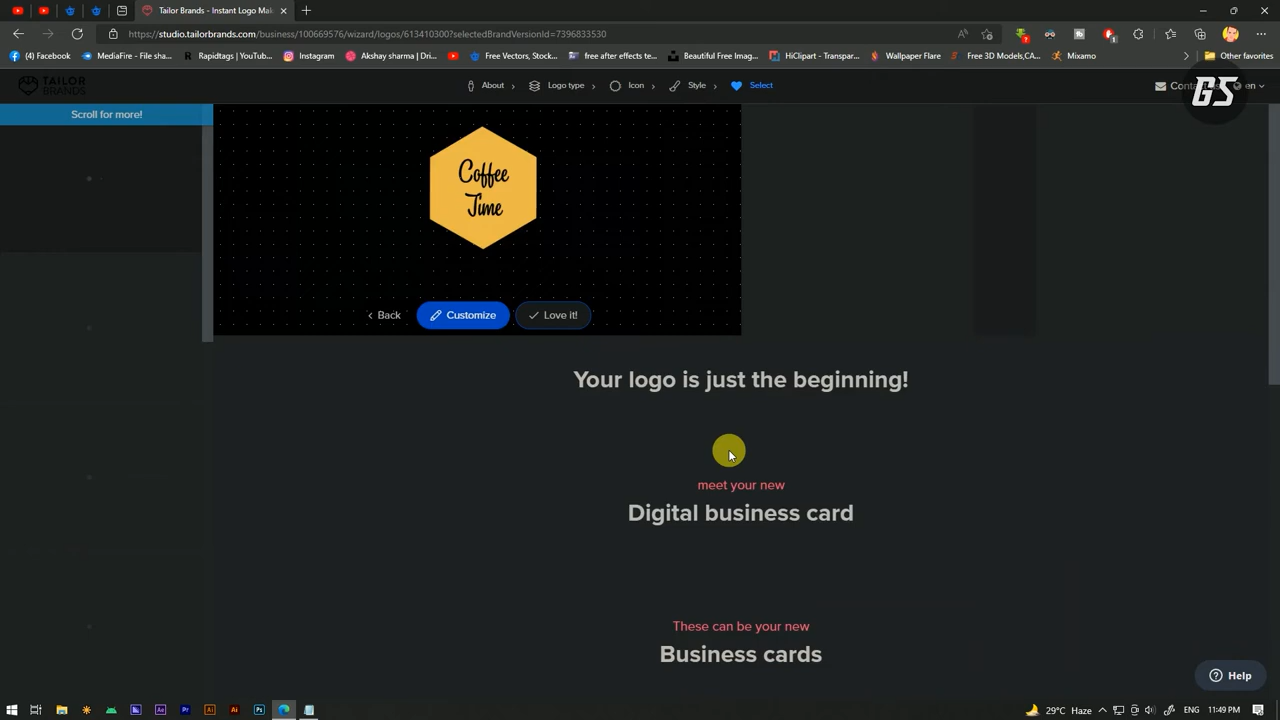 Tailor Brands - Instant Logo Mak
https://studio.tailorbrands.com/business/100669576/wizard/logos/613410300?selectedBrandVersionId=7396833530
Facebook
MediaFire - File sha...
Rapidtags | YouTub...
Instagram
Akshay sharma | Dri...
Free Vectors, Stock...
free after effects te...
Beautiful Free Imag...
HiClipart - Transpar...
Wallpaper Flare
Free 3D Models,CA...
Mixamo
Other favorites
TAILOR
BRANDS
About
Logo type
Icon
Style
Select
en
GS
Scroll for more!
Coffee
Time
Back
Customize
Love it!
Your logo is just the beginning!
meet your new
Digital business card
These can be your new
Business cards
Help
29°C Haze
ENG
11:49 PM